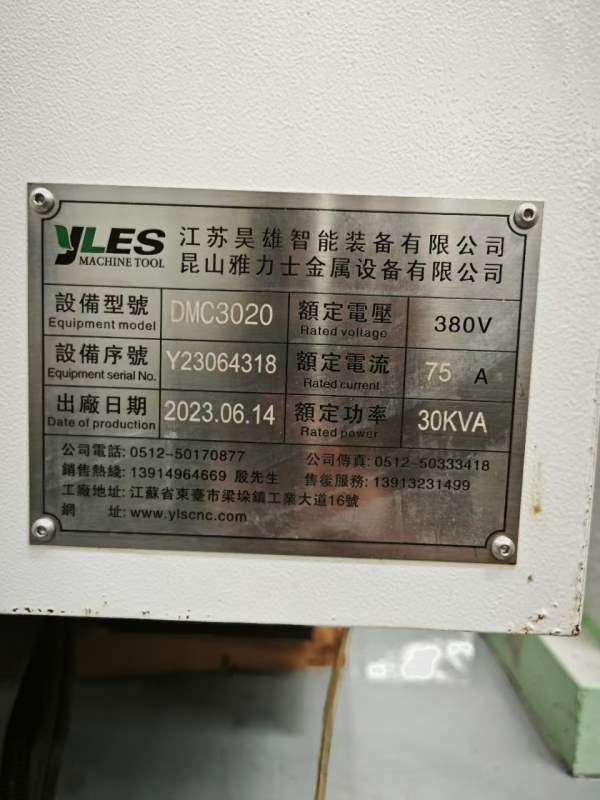 YLES
MACHINE TOOL
江苏昊雄智能装备有限公司
昆山雅力士金属设备有限公司
設備型號 DMC3020 額定電壓 380V
Equipment model Rated voltage
設備序號 Y23064318 額定電流 75 A
Equipment serial No. Rated current
出廠日期 2023.06.14 額定功率 30KVA
Date of production Rated power
公司電話: 0512-50170877 公司傳真: 0512-50333418
銷售熱綫: 13914964669 殷先生 售後服務: 13913231499
工廠地址: 江蘇省東臺市梁垛鎮工業大道16號
網 址: www.ylscnc.com